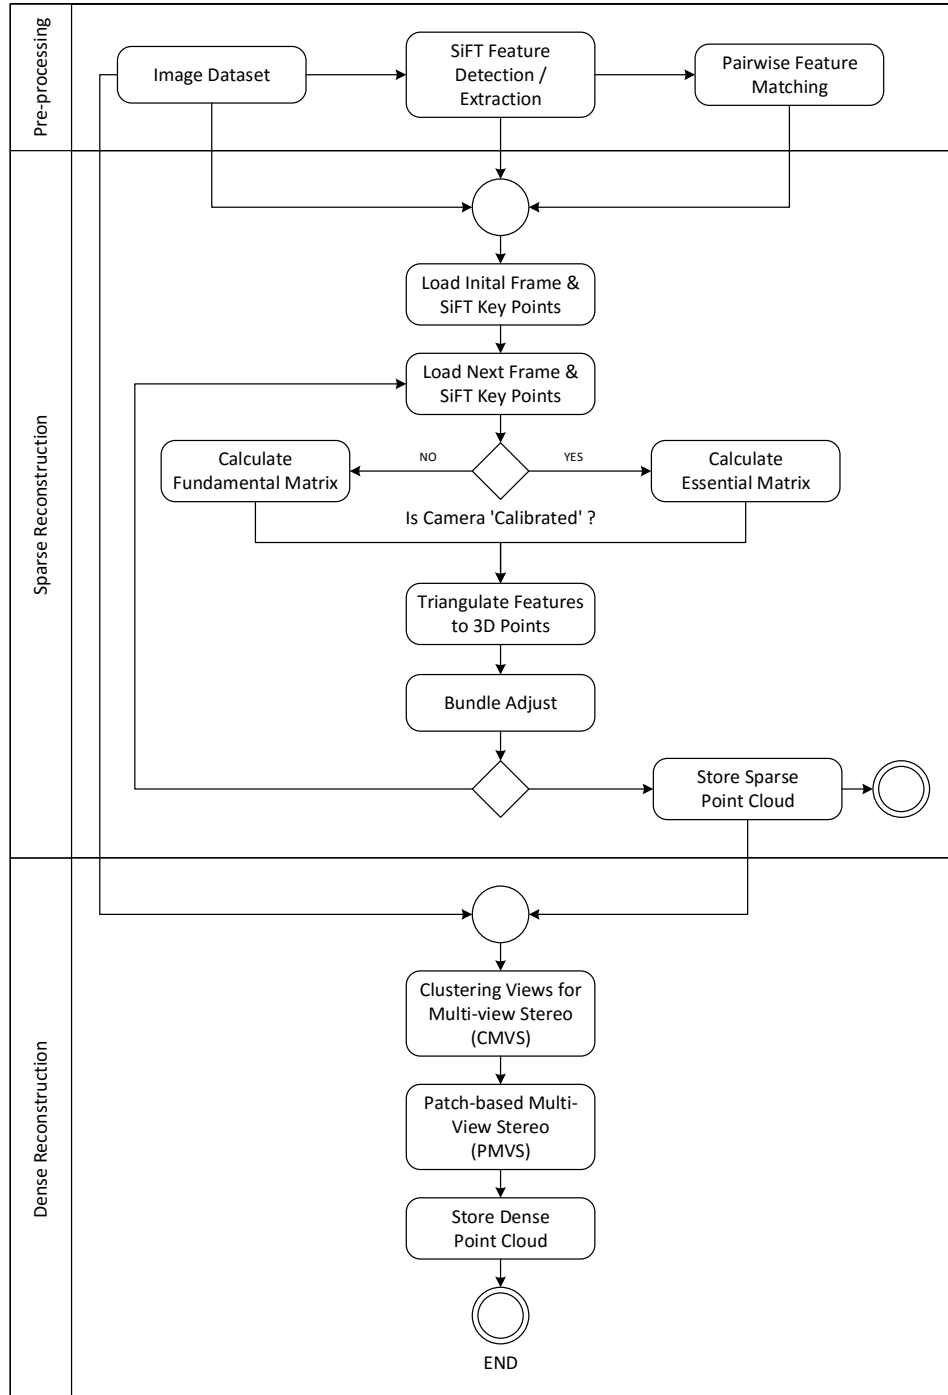 Pre-processing
Image Dataset
SiFT Feature
Detection /
Extraction
Pairwise Feature
Matching
Sparse Reconstruction
Load Inital Frame &
SiFT Key Points
Load Next Frame &
SiFT Key Points
Calculate
Fundamental Matrix
NO
YES
Calculate
Essential Matrix
Is Camera 'Calibrated' ?
Triangulate Features
to 3D Points
Bundle Adjust
Store Sparse
Point Cloud
Dense Reconstruction
Clustering Views for
Multi-view Stereo
(CMVS)
Patch-based Multi-
View Stereo
(PMVS)
Store Dense
Point Cloud
END